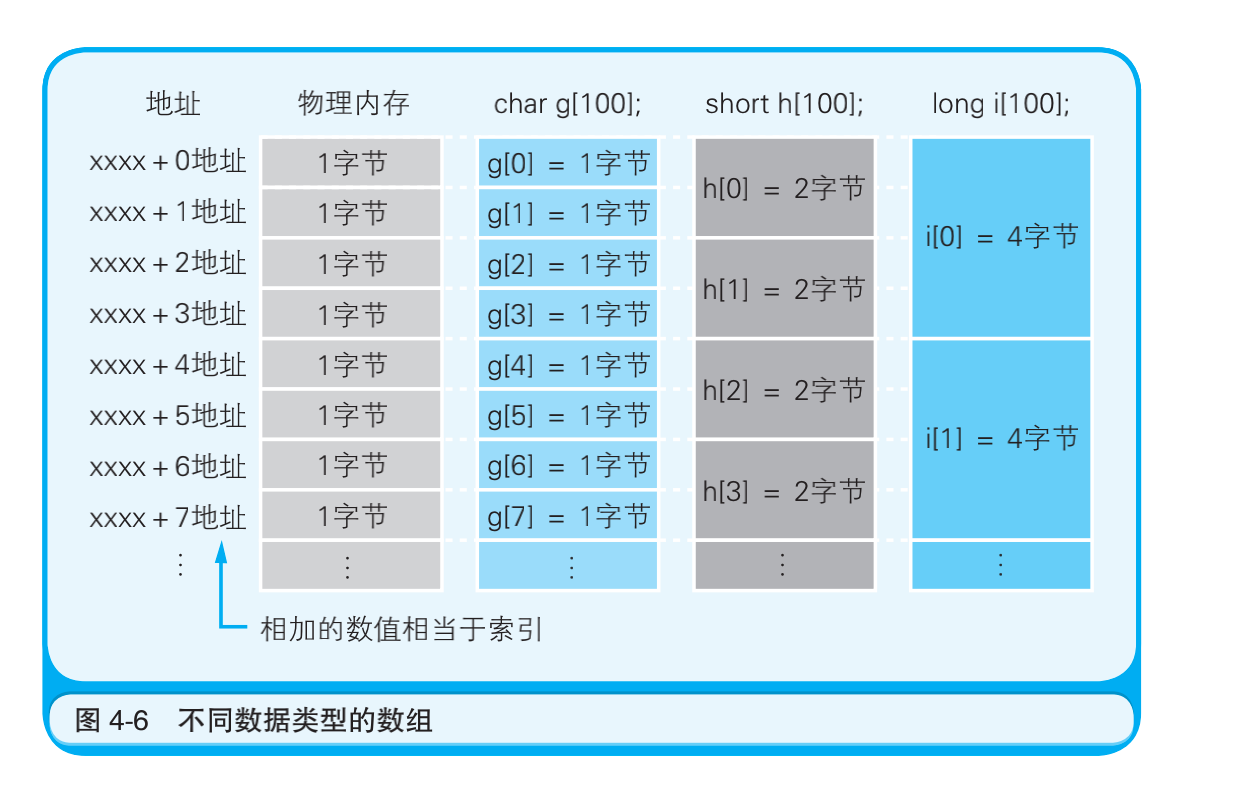 地址 物理内存 char g[100]; short h[100]; long i[100];
xxxx + 0地址 1字节 g[0] = 1字节 h[0] = 2字节 i[0] = 4字节
xxxx + 1地址 1字节 g[1] = 1字节
xxxx + 2地址 1字节 g[2] = 1字节 h[1] = 2字节
xxxx + 3地址 1字节 g[3] = 1字节
xxxx + 4地址 1字节 g[4] = 1字节 h[2] = 2字节 i[1] = 4字节
xxxx + 5地址 1字节 g[5] = 1字节
xxxx + 6地址 1字节 g[6] = 1字节 h[3] = 2字节
xxxx + 7地址 1字节 g[7] = 1字节
⋮ ⋮ ⋮ ⋮ ⋮
相加的数值相当于索引
图 4-6 不同数据类型的数组